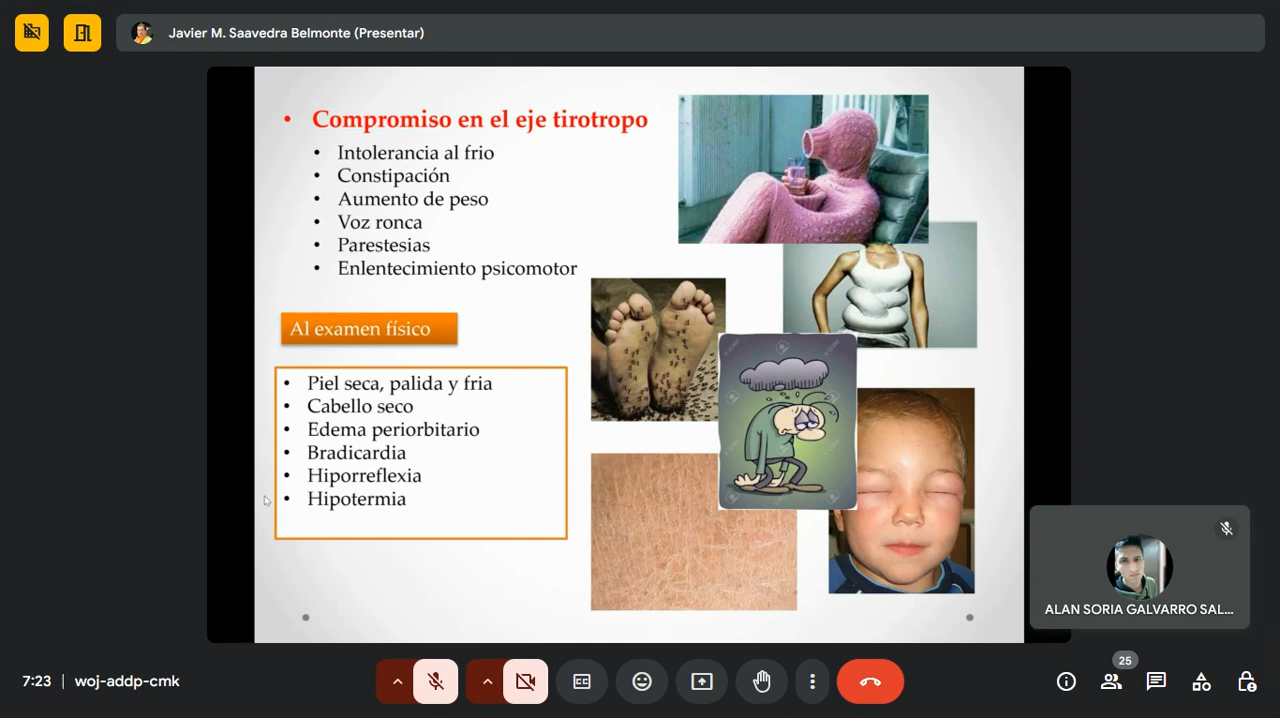 Javier M. Saavedra Belmonte (Presentar)
• Compromiso en el eje tirotropo
• Intolerancia al frio
• Constipación
• Aumento de peso
• Voz ronca
• Parestesias
• Enlentecimiento psicomotor
Al examen físico
• Piel seca, palida y fria
• Cabello seco
• Edema periorbitario
• Bradicardia
• Hiporreflexia
• Hipotermia
ALAN SORIA GALVARRO SAL...
7:23 | woj-addp-cmk
25